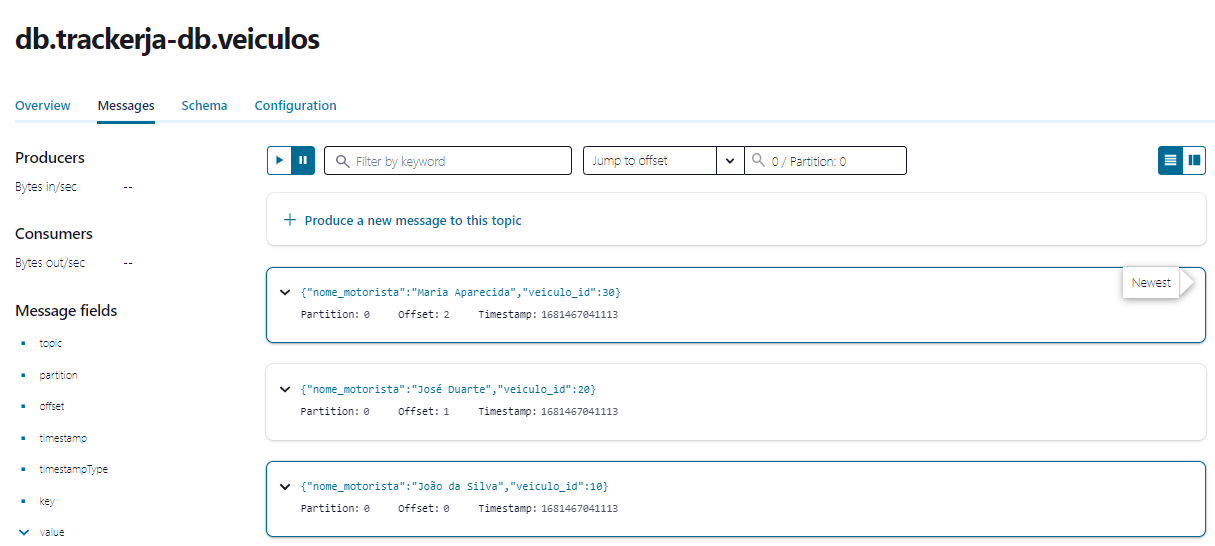 db.trackerja-db.veiculos
Overview Messages Schema Configuration
Producers
Bytes in/sec --
Consumers
Bytes out/sec --
Message fields
topic
partition
offset
timestamp
timestampType
key
value
Filter by keyword Jump to offset 0 / Partition: 0
Produce a new message to this topic
Newest
{"nome_motorista":"Maria Aparecida","veiculo_id":30}
Partition: 0 Offset: 2 Timestamp: 1681467041113
{"nome_motorista":"José Duarte","veiculo_id":20}
Partition: 0 Offset: 1 Timestamp: 1681467041113
{"nome_motorista":"João da Silva","veiculo_id":10}
Partition: 0 Offset: 0 Timestamp: 1681467041113